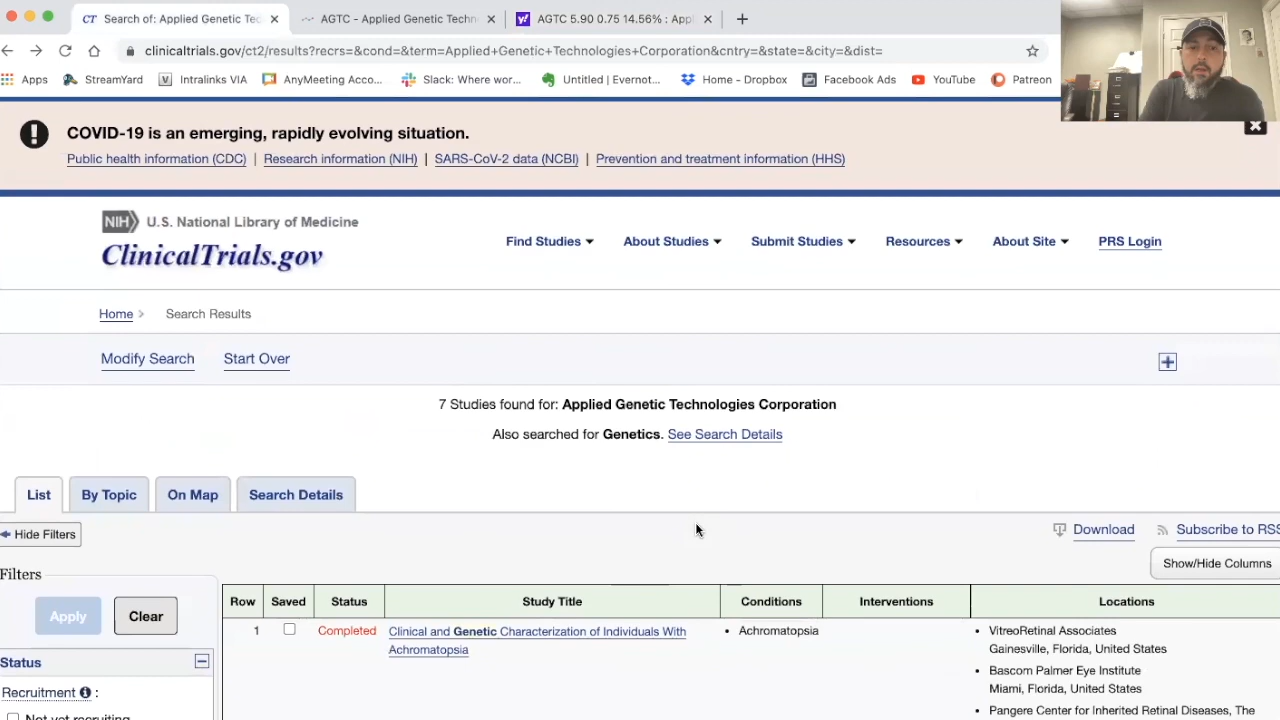 CT Search of: Applied Genetic Tec
AGTC - Applied Genetic Techn
AGTC 5.90 0.75 14.56% : Appl
clinicaltrials.gov/ct2/results?recrs=&cond=&term=Applied+Genetic+Technologies+Corporation&cntry=&state=&city=&dist=
Apps StreamYard Intralinks VIA AnyMeeting Acco... Slack: Where wor... Untitled | Evernot... Home - Dropbox Facebook Ads YouTube Patreon
COVID-19 is an emerging, rapidly evolving situation.
Public health information (CDC) | Research information (NIH) | SARS-CoV-2 data (NCBI) | Prevention and treatment information (HHS)
NIH U.S. National Library of Medicine
ClinicalTrials.gov
Find Studies About Studies Submit Studies Resources About Site PRS Login
Home Search Results
Modify Search Start Over
7 Studies found for: Applied Genetic Technologies Corporation
Also searched for Genetics. See Search Details
List By Topic On Map Search Details
Hide Filters
Download Subscribe to RSS
Show/Hide Columns
Filters
Apply Clear
Status
Recruitment :
Not yet recruiting
Row Saved Status Study Title Conditions Interventions Locations
1 Completed Clinical and Genetic Characterization of Individuals With
Achromatopsia
• Achromatopsia
• VitreoRetinal Associates
Gainesville, Florida, United States
• Bascom Palmer Eye Institute
Miami, Florida, United States
• Pangere Center for Inherited Retinal Diseases, The